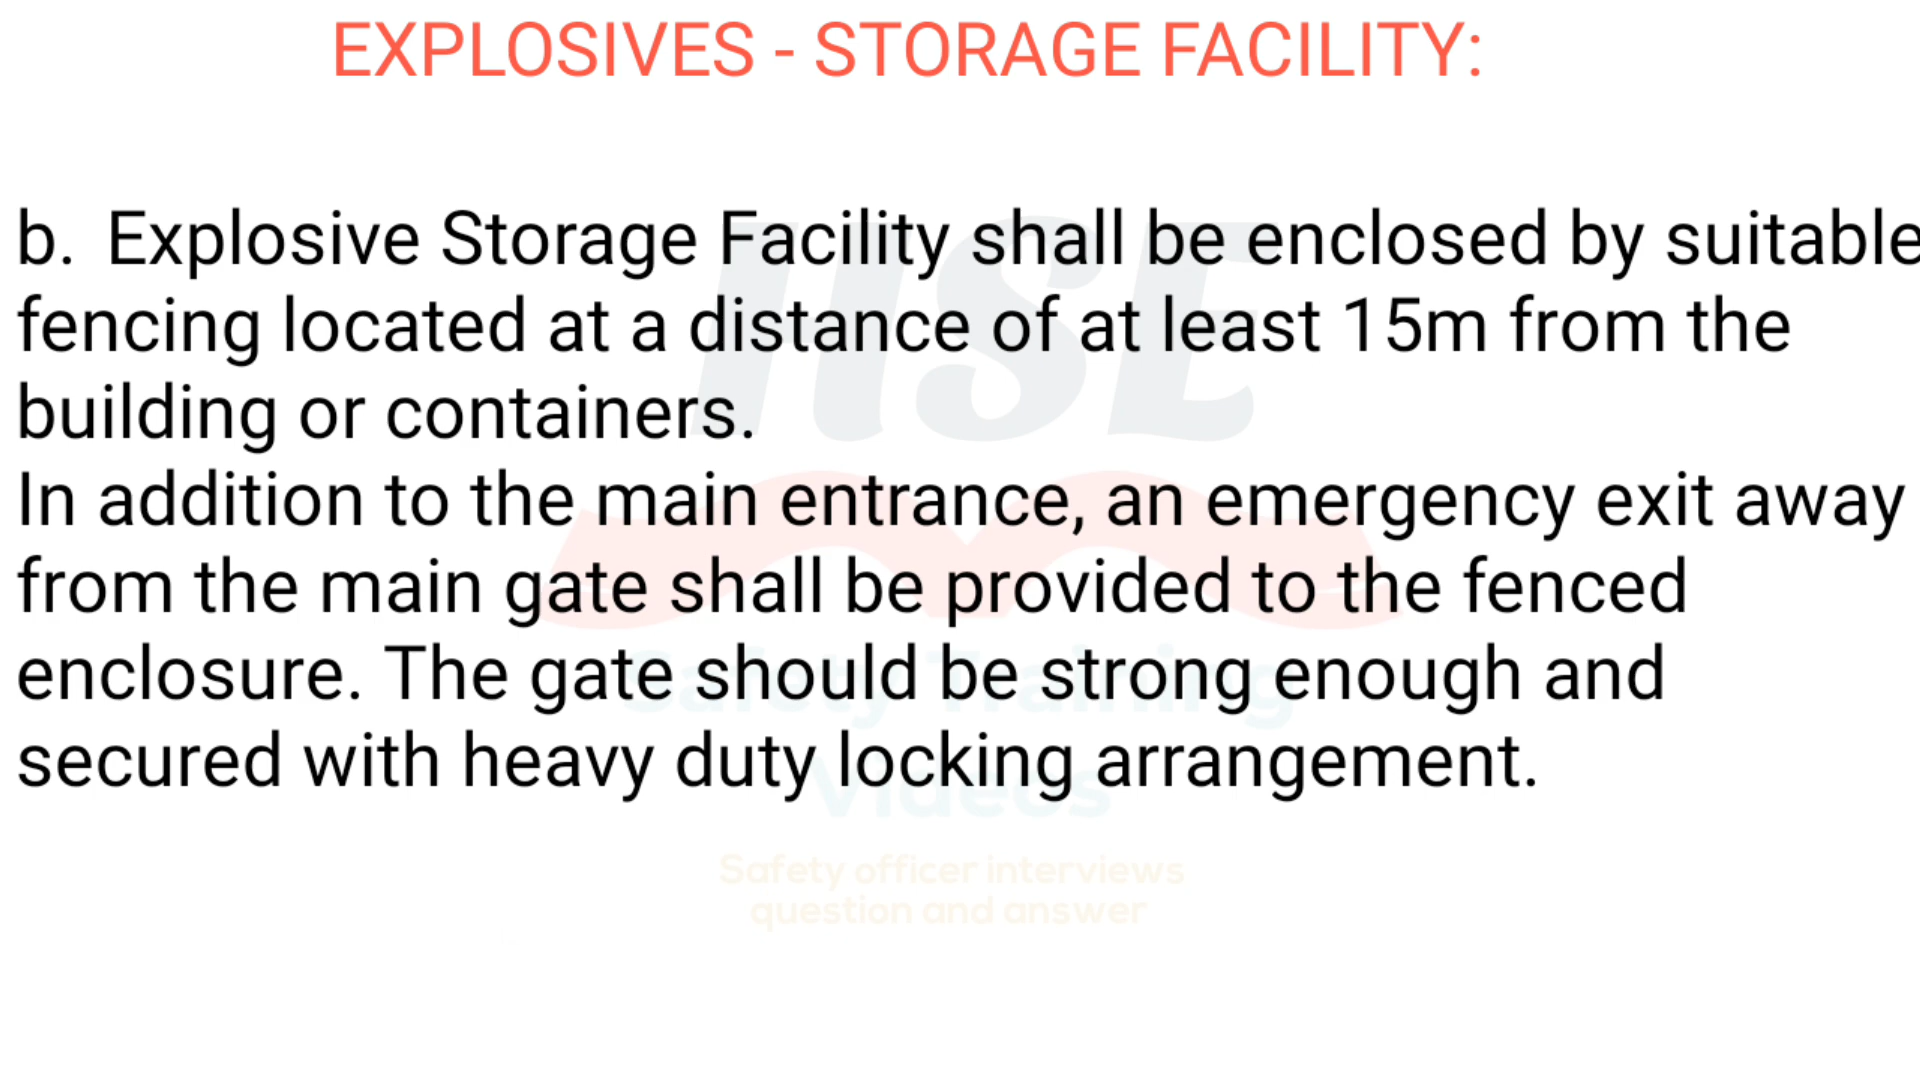 EXPLOSIVES - STORAGE FACILITY:
b. Explosive Storage Facility shall be enclosed by suitable
fencing located at a distance of at least 15m from the
building or containers.
In addition to the main entrance, an emergency exit away
from the main gate shall be provided to the fenced
enclosure. The gate should be strong enough and
secured with heavy duty locking arrangement.
HSE
Safety Training
Videos
Safety officer interviews
question and answer